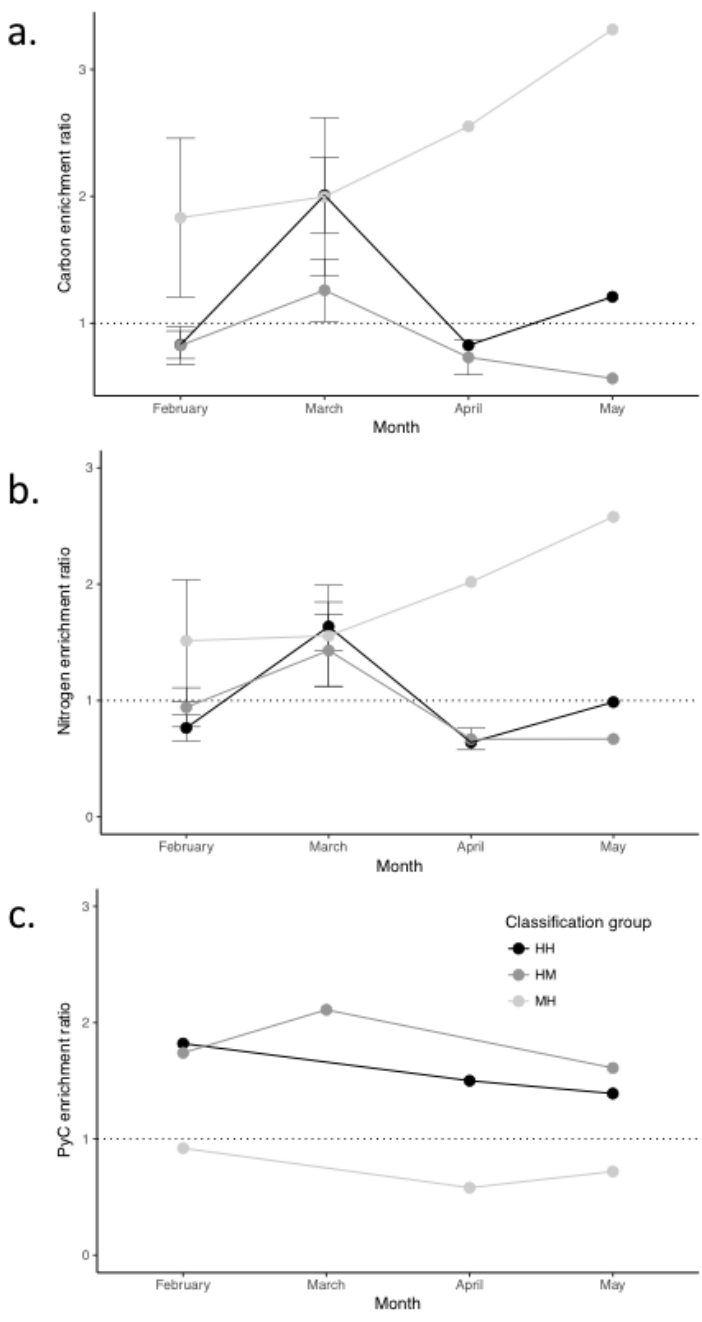 a.
Carbon enrichment ratio
3
2
1
February March April May
Month
b.
Nitrogen enrichment ratio
3
2
1
0
February March April May
Month
c.
PyC enrichment ratio
3
2
1
0
Classification group
HH
HM
MH
February March April May
Month